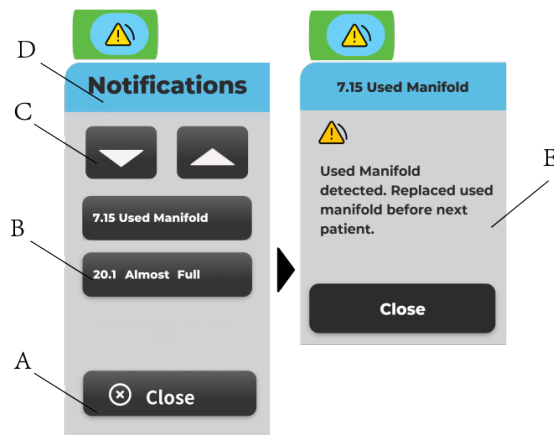 D
Notifications
C
7.15 Used Manifold
B
20.1 Almost Full
A
Close
7.15 Used Manifold
Used Manifold
detected. Replaced used
manifold before next
patient.
E
Close